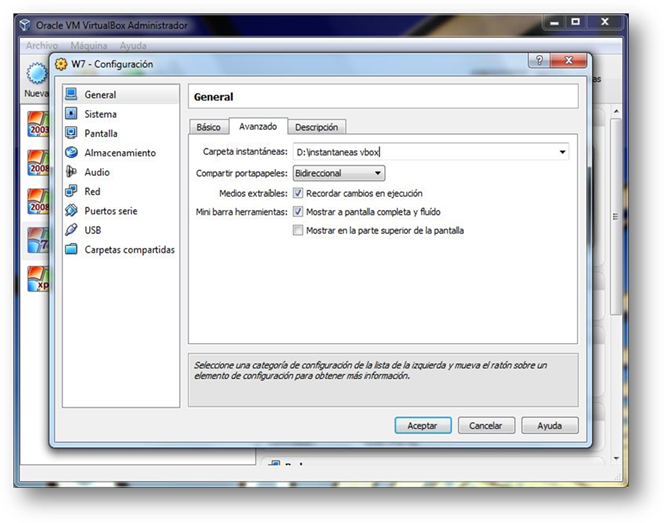 Oracle VM VirtualBox Administrador
Archivo Máquina Ayuda
Nueva
W7 - Configuración
General
Sistema
Pantalla
Almacenamiento
Audio
Red
Puertos serie
USB
Carpetas compartidas
General
Básico Avanzado Descripción
Carpeta instantáneas: D:\instantaneas vbox
Compartir portapapeles: Bidireccional
Medios extraíbles: Recordar cambios en ejecución
Mini barra herramientas: Mostrar a pantalla completa y fluído
Mostrar en la parte superior de la pantalla
Seleccione una categoría de configuración de la lista de la izquierda y mueva el ratón sobre un
elemento de configuración para obtener más información.
Aceptar Cancelar Ayuda
2003
2008
2008
7
xp